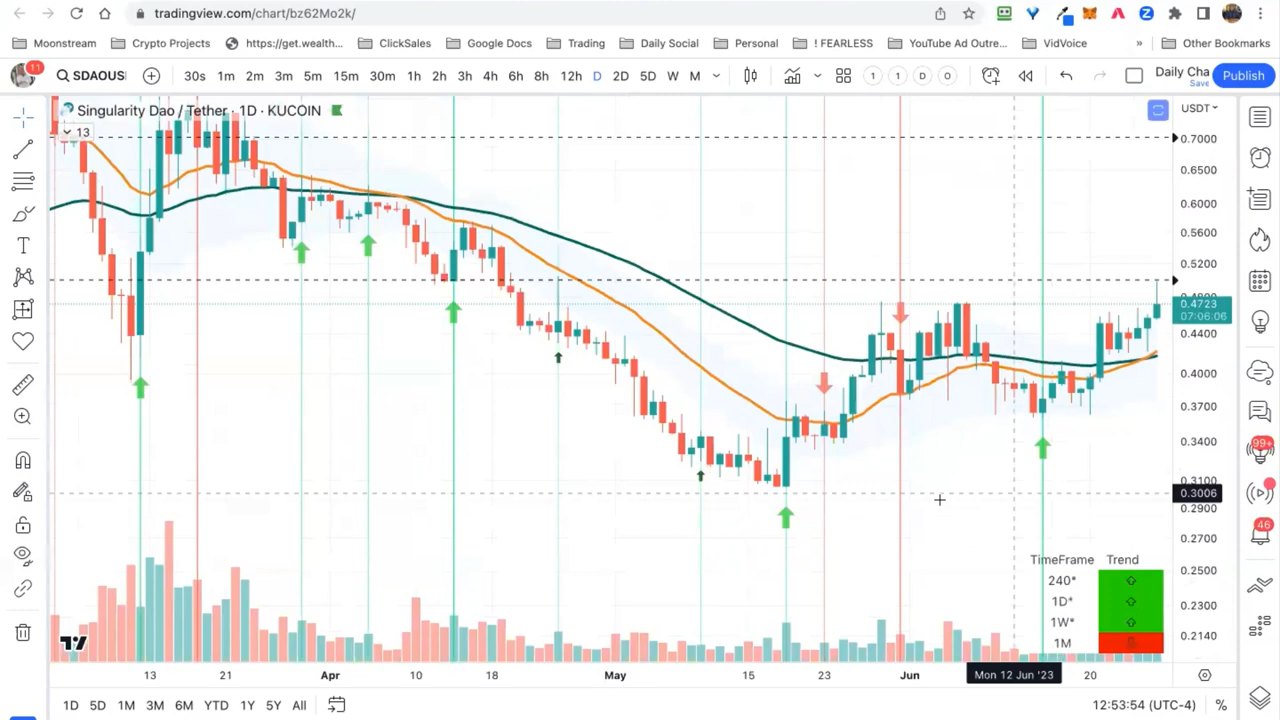 tradingview.com/chart/bz62Mo2k/
Moonstream Crypto Projects https://get.wealth... ClickSales Google Docs Trading Daily Social Personal ! FEARLESS YouTube Ad Outre... VidVoice » Other Bookmarks
11 SDAOUS 30s 1m 2m 3m 5m 15m 30m 1h 2h 3h 4h 6h 8h 12h D 2D 5D W M 1 1 D O Daily Cha Save Publish
Singularity Dao / Tether · 1D · KUCOIN USDT
13
0.7000
0.6500
0.6000
0.5600
0.5200
0.4723
07:06:06
0.4400
0.4000
0.3700
0.3400
0.3100
0.3006
0.2900
0.2700
0.2500
0.2300
0.2140
99+
46
TimeFrame Trend
240*
1D*
1W*
1M
13 21 Apr 10 18 May 15 23 Jun Mon 12 Jun '23 20
1D 5D 1M 3M 6M YTD 1Y 5Y All 12:53:54 (UTC-4) %